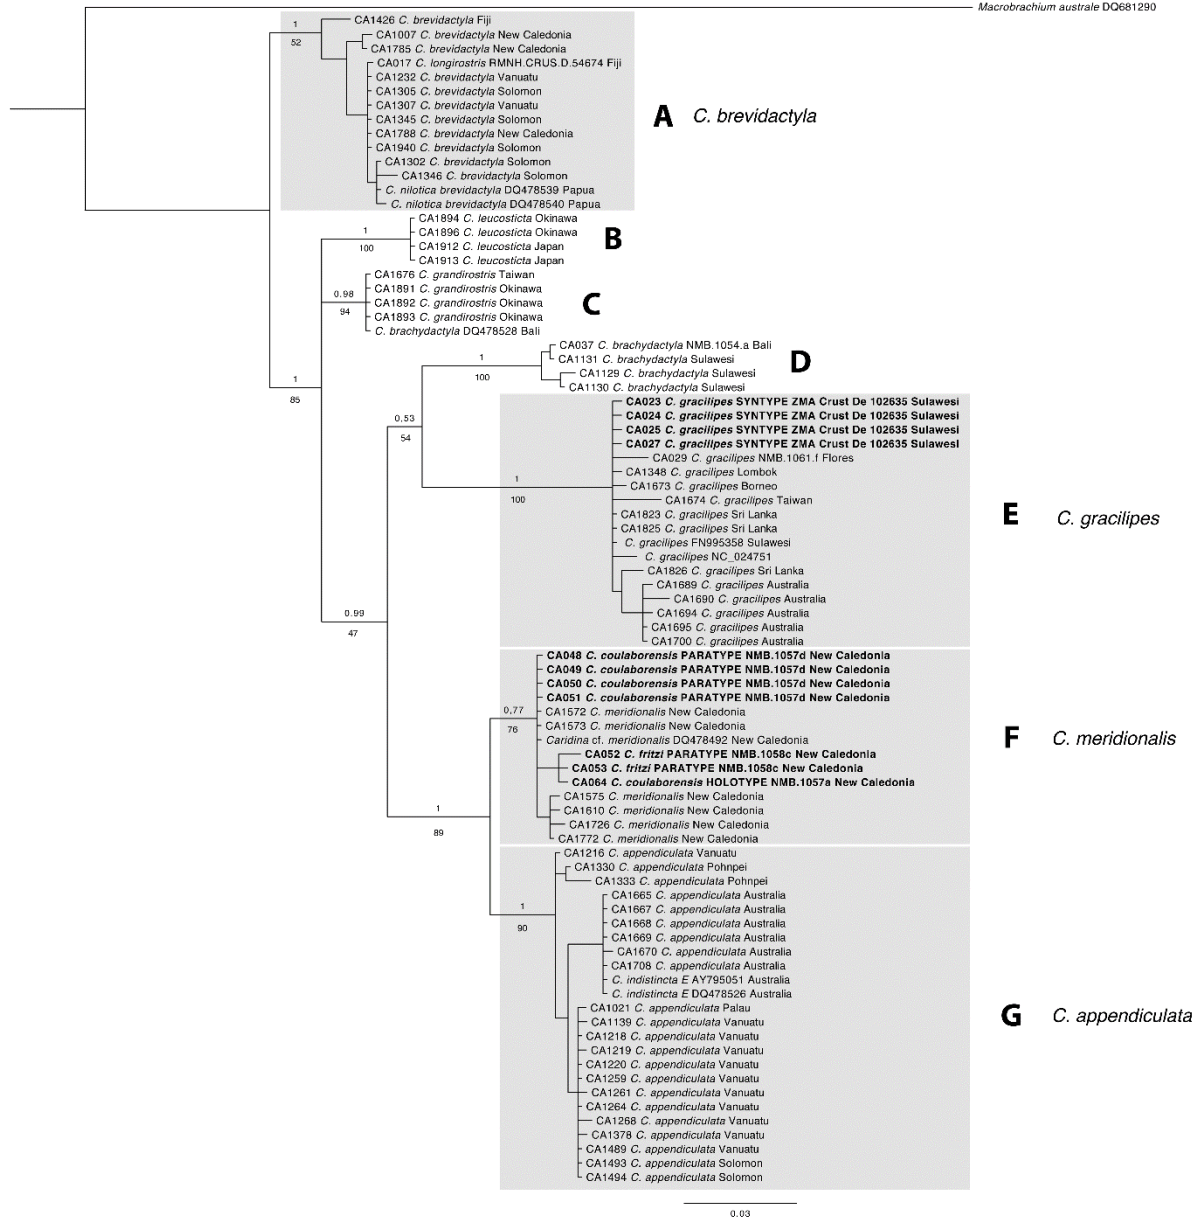 Macrobrachium australe DQ681290
1
52
CA1426 C. brevidactyla Fiji
CA1007 C. brevidactyla New Caledonia
CA1785 C. brevidactyla New Caledonia
CA017 C. longirostris RMNH.CRUS.D.54674 Fiji
CA1232 C. brevidactyla Vanuatu
CA1305 C. brevidactyla Solomon
CA1307 C. brevidactyla Vanuatu
CA1345 C. brevidactyla Solomon
CA1788 C. brevidactyla New Caledonia
CA1940 C. brevidactyla Solomon
CA1302 C. brevidactyla Solomon
CA1346 C. brevidactyla Solomon
C. nilotica brevidactyla DQ478539 Papua
C. nilotica brevidactyla DQ478540 Papua
A C. brevidactyla
1
100
CA1894 C. leucosticta Okinawa
CA1896 C. leucosticta Okinawa
CA1912 C. leucosticta Japan
CA1913 C. leucosticta Japan
B
0.98
94
CA1676 C. grandirostris Taiwan
CA1891 C. grandirostris Okinawa
CA1892 C. grandirostris Okinawa
CA1893 C. grandirostris Okinawa
C. brachydactyla DQ478528 Bali
C
1
85
1
100
CA037 C. brachydactyla NMB.1054.a Bali
CA1131 C. brachydactyla Sulawesi
CA1129 C. brachydactyla Sulawesi
CA1130 C. brachydactyla Sulawesi
D
0.53
54
1
100
CA023 C. gracilipes SYNTYPE ZMA Crust De 102635 Sulawesi
CA024 C. gracilipes SYNTYPE ZMA Crust De 102635 Sulawesi
CA025 C. gracilipes SYNTYPE ZMA Crust De 102635 Sulawesi
CA027 C. gracilipes SYNTYPE ZMA Crust De 102635 Sulawesi
CA029 C. gracilipes NMB.1061.f Flores
CA1348 C. gracilipes Lombok
CA1673 C. gracilipes Borneo
CA1674 C. gracilipes Taiwan
CA1823 C. gracilipes Sri Lanka
CA1825 C. gracilipes Sri Lanka
C. gracilipes FN995358 Sulawesi
C. gracilipes NC_024751
CA1826 C. gracilipes Sri Lanka
CA1689 C. gracilipes Australia
CA1690 C. gracilipes Australia
CA1694 C. gracilipes Australia
CA1695 C. gracilipes Australia
CA1700 C. gracilipes Australia
E C. gracilipes
0.99
47
0,77
76
CA048 C. coulaborensis PARATYPE NMB.1057d New Caledonia
CA049 C. coulaborensis PARATYPE NMB.1057d New Caledonia
CA050 C. coulaborensis PARATYPE NMB.1057d New Caledonia
CA051 C. coulaborensis PARATYPE NMB.1057d New Caledonia
CA1572 C. meridionalis New Caledonia
CA1573 C. meridionalis New Caledonia
Caridina cf. meridionalis DQ478492 New Caledonia
CA052 C. fritzi PARATYPE NMB.1058c New Caledonia
CA053 C. fritzi PARATYPE NMB.1058c New Caledonia
CA064 C. coulaborensis HOLOTYPE NMB.1057a New Caledonia
CA1575 C. meridionalis New Caledonia
CA1610 C. meridionalis New Caledonia
CA1726 C. meridionalis New Caledonia
CA1772 C. meridionalis New Caledonia
F C. meridionalis
1
89
1
90
CA1216 C. appendiculata Vanuatu
CA1330 C. appendiculata Pohnpei
CA1333 C. appendiculata Pohnpei
CA1665 C. appendiculata Australia
CA1667 C. appendiculata Australia
CA1668 C. appendiculata Australia
CA1669 C. appendiculata Australia
CA1670 C. appendiculata Australia
CA1708 C. appendiculata Australia
C. indistincta E AY795051 Australia
C. indistincta E DQ478526 Australia
CA1021 C. appendiculata Palau
CA1139 C. appendiculata Vanuatu
CA1218 C. appendiculata Vanuatu
CA1219 C. appendiculata Vanuatu
CA1220 C. appendiculata Vanuatu
CA1259 C. appendiculata Vanuatu
CA1261 C. appendiculata Vanuatu
CA1264 C. appendiculata Vanuatu
CA1268 C. appendiculata Vanuatu
CA1378 C. appendiculata Vanuatu
CA1489 C. appendiculata Vanuatu
CA1493 C. appendiculata Solomon
CA1494 C. appendiculata Solomon
G C. appendiculata
0.03